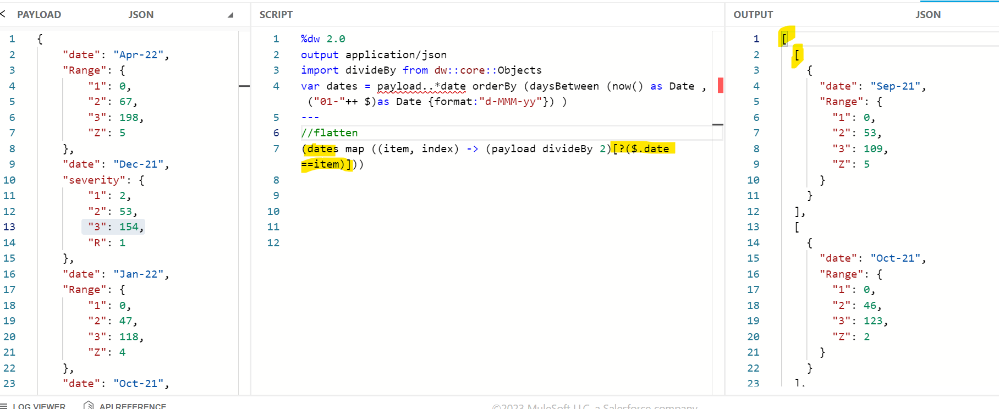 < PAYLOAD JSON
1 {
2 "date": "Apr-22",
3 "Range": {
4 "1": 0,
5 "2": 67,
6 "3": 198,
7 "Z": 5
8 },
9 "date": "Dec-21",
10 "severity": {
11 "1": 2,
12 "2": 53,
13 "3": 154,
14 "R": 1
15 },
16 "date": "Jan-22",
17 "Range": {
18 "1": 0,
19 "2": 47,
20 "3": 118,
21 "Z": 4
22 },
23 "date": "Oct-21",
SCRIPT
1 %dw 2.0
2 output application/json
3 import divideBy from dw::core::Objects
4 var dates = payload..*date orderBy (daysBetween (now() as Date ,
("01-"++ $)as Date {format:"d-MMM-yy"}) )
5 ---
6 //flatten
7 (dates map ((item, index) -> (payload divideBy 2)[?($.date
==item)]))
8
9
10
11
12
OUTPUT JSON
1 [
2 [
3 {
4 "date": "Sep-21",
5 "Range": {
6 "1": 0,
7 "2": 53,
8 "3": 109,
9 "Z": 5
10 }
11 }
12 ],
13 [
14 {
15 "date": "Oct-21",
16 "Range": {
17 "1": 0,
18 "2": 46,
19 "3": 123,
20 "Z": 2
21 }
22 }
23 ],
LOG VIEWER API REFERENCE
©2023 MuleSoft LLC, a Salesforce company